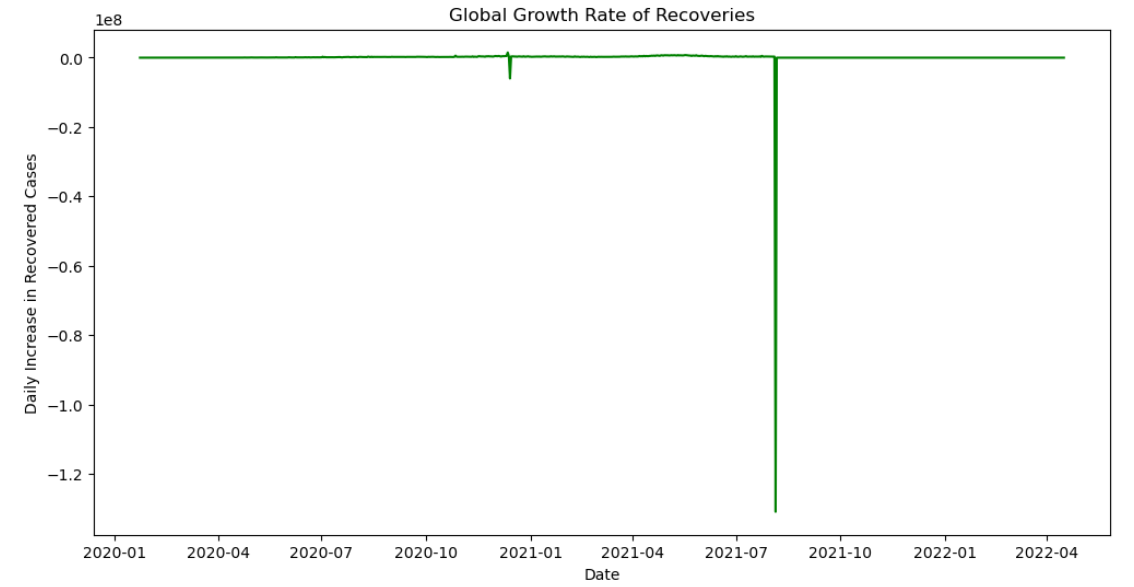 Global Growth Rate of Recoveries
1e8
0.0
−0.2
−0.4
−0.6
−0.8
−1.0
−1.2
Daily Increase in Recovered Cases
2020-01 2020-04 2020-07 2020-10 2021-01 2021-04 2021-07 2021-10 2022-01 2022-04
Date